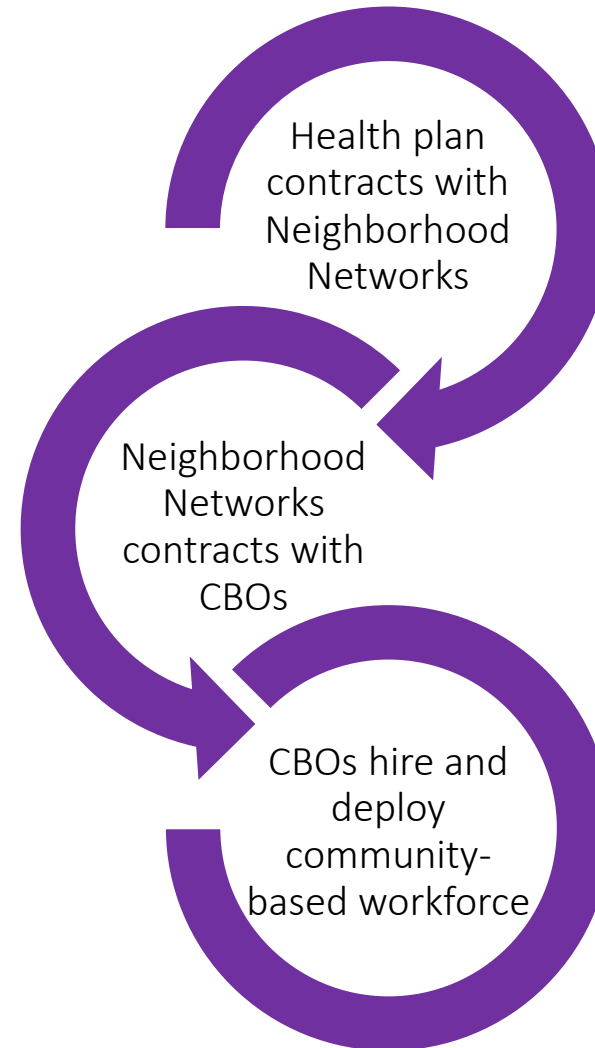 Health plan
contracts with
Neighborhood
Networks
Neighborhood
Networks
contracts with
CBOs
CBOs hire and
deploy
community-
based workforce